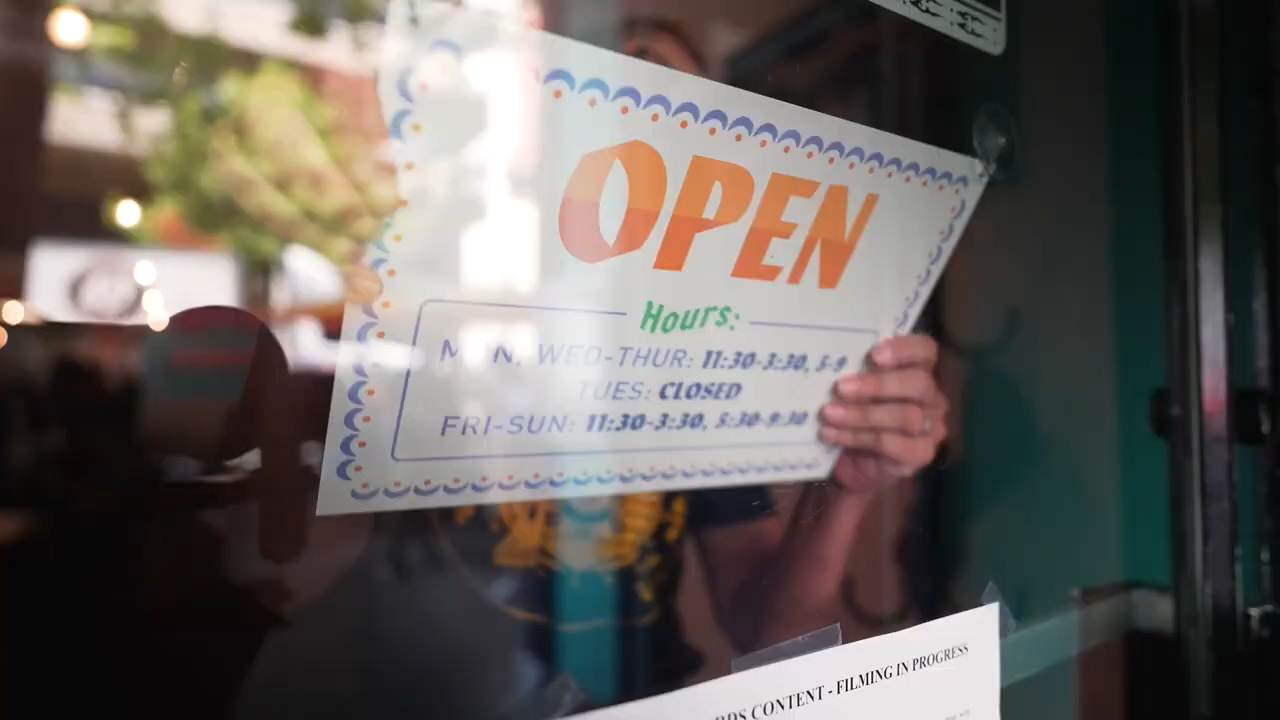 OPEN
Hours:
MON, WED-THUR: 11:30-3:30, 5-9
TUES: CLOSED
FRI-SUN: 11:30-3:30, 5:30-9:30
CONTENT - FILMING IN PROGRESS